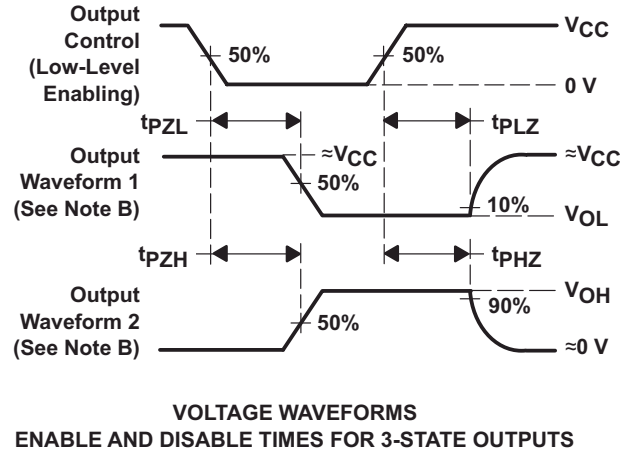 Output
Control
(Low-Level
Enabling)
50%
50%
VCC
0 V
tPZL
tPLZ
Output
Waveform 1
(See Note B)
≈VCC
50%
10%
≈VCC
VOL
tPZH
tPHZ
Output
Waveform 2
(See Note B)
50%
90%
VOH
≈0 V
VOLTAGE WAVEFORMS
ENABLE AND DISABLE TIMES FOR 3-STATE OUTPUTS